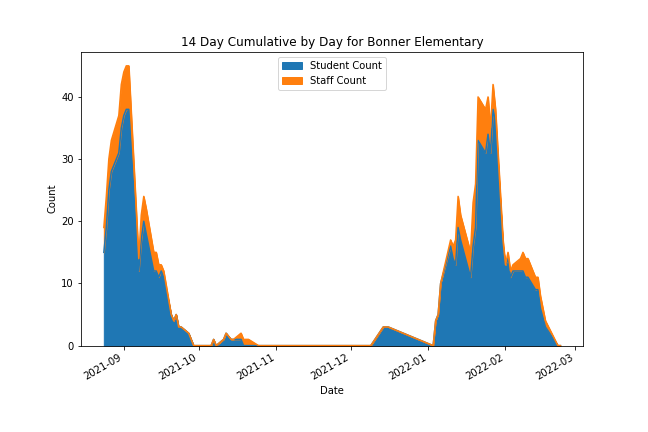 14 Day Cumulative by Day for Bonner Elementary
Student Count
Staff Count
Count
40
30
20
10
0
2021-09
2021-10
2021-11
2021-12
2022-01
2022-02
2022-03
Date